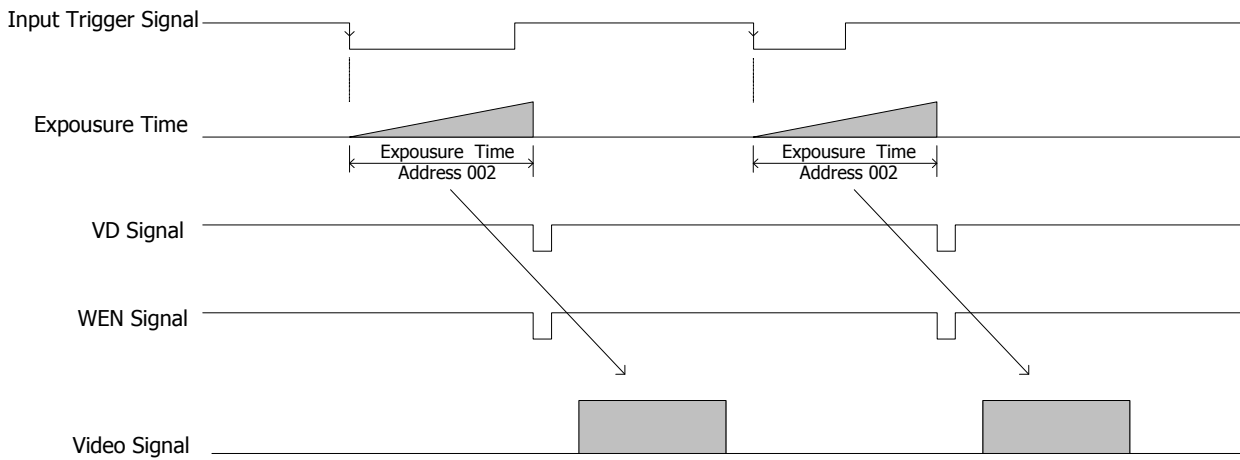 Input Trigger Signal
Expousure Time
Expousure Time
Address 002
Expousure Time
Address 002
VD Signal
WEN Signal
Video Signal